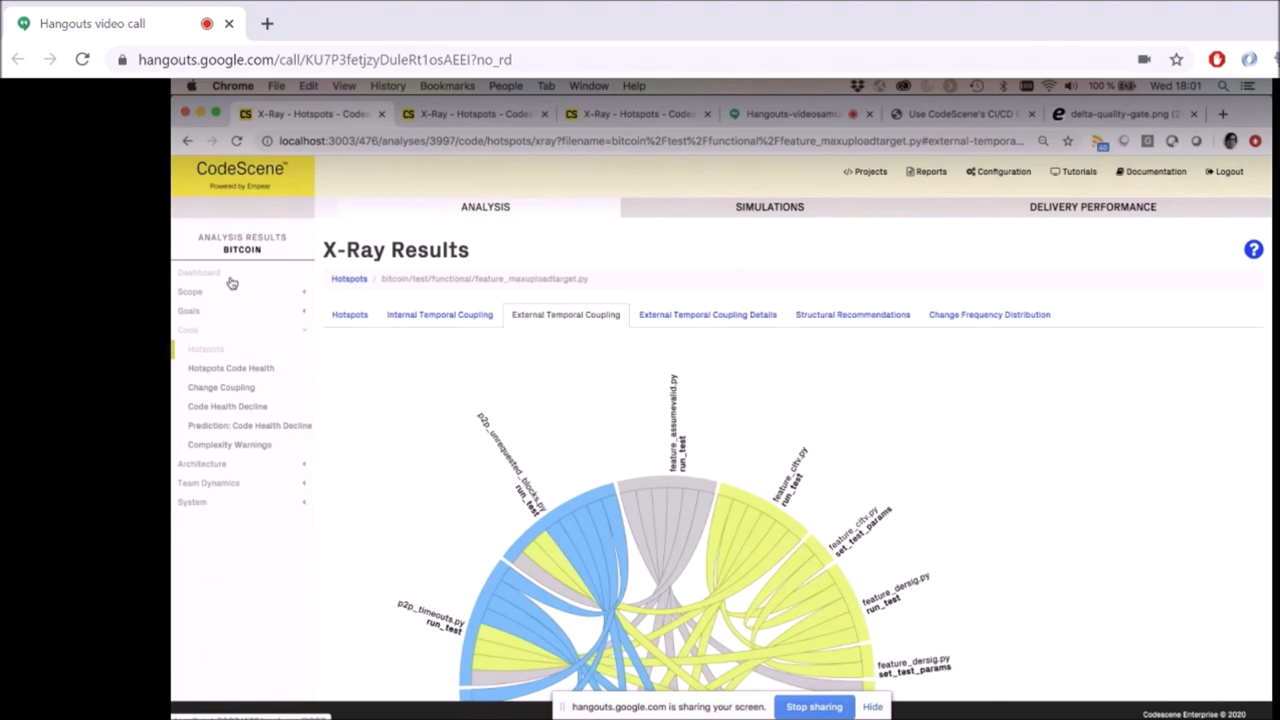 Hangouts video call
hangouts.google.com/call/KU7P3fetjzyDuleRt1osAEEI?no_rd
Chrome File Edit View History Bookmarks People Tab Window Help 100 % Wed 18:01
X-Ray - Hotspots - Codes X-Ray - Hotspots - Codes X-Ray - Hotspots - Codes Hangouts-videosamta Use CodeScene's CI/CD delta-quality-gate.png
localhost:3003/476/analyses/3997/code/hotspots/xray?filename=bitcoin%2Ftest%2Ffunctional%2Ffeature_maxuploadtarget.py#external-tempora...
CodeScene™
Powered by Empear
</> Projects Reports Configuration Tutorials Documentation Logout
ANALYSIS SIMULATIONS DELIVERY PERFORMANCE
ANALYSIS RESULTS
BITCOIN
Dashboard
Scope
Goals
Code
Hotspots
Hotspots Code Health
Change Coupling
Code Health Decline
Prediction: Code Health Decline
Complexity Warnings
Architecture
Team Dynamics
System
X-Ray Results
?
Hotspots / bitcoin/test/functional/feature_maxuploadtarget.py
Hotspots Internal Temporal Coupling External Temporal Coupling External Temporal Coupling Details Structural Recommendations Change Frequency Distribution
p2p_timeouts.py
run_test
p2p_unrequested_blocks.py
run_test
feature_assumevalid.py
run_test
feature_cltv.py
run_test
feature_cltv.py
set_test_params
feature_dersig.py
run_test
feature_dersig.py
set_test_params
hangouts.google.com is sharing your screen. Stop sharing Hide
Codescene Enterprise © 2020